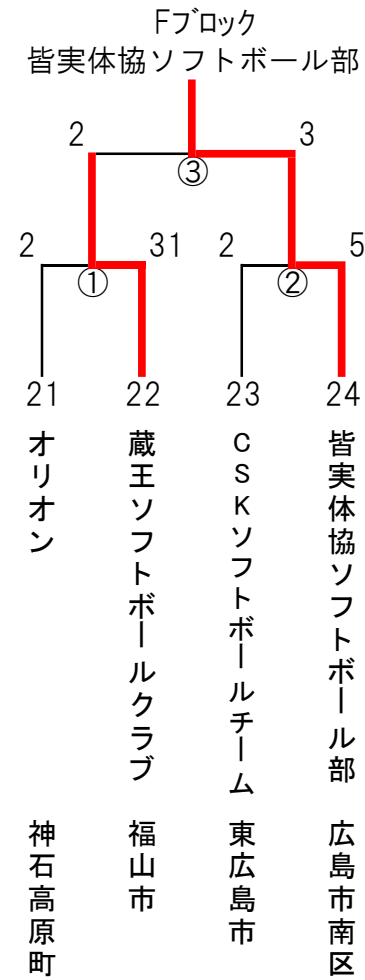 Fブロック
皆実体協ソフトボール部
2 3
③
2 31 2 5
① ②
21 22 23 24
オリオン
蔵王ソフトボールクラブ
CSKソフトボールチーム
皆実体協ソフトボール部
神石高原町
福山市
東広島市
広島市南区